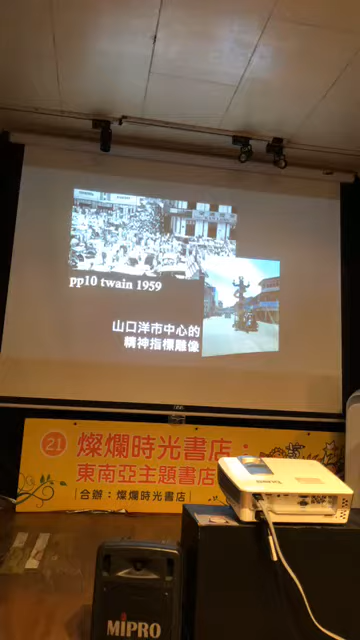 pp10 twain 1959
山口洋市中心的
精神指標雕像
21 燦爛時光書店：
東南亞主題書店
合辦：燦爛時光書店
MIPRO